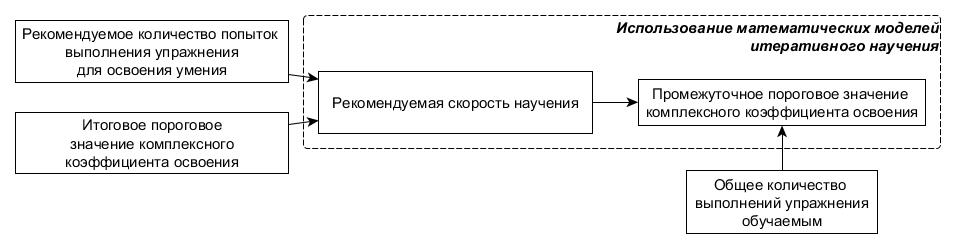 Рекомендуемое количество попыток
выполнения упражнения
для освоения умения
Итоговое пороговое
значение комплексного
коэффициента освоения
Использование математических моделей
итеративного научения
Рекомендуемая скорость научения
Промежуточное пороговое значение
комплексного коэффициента освоения
Общее количество
выполнений упражнения
обучаемым